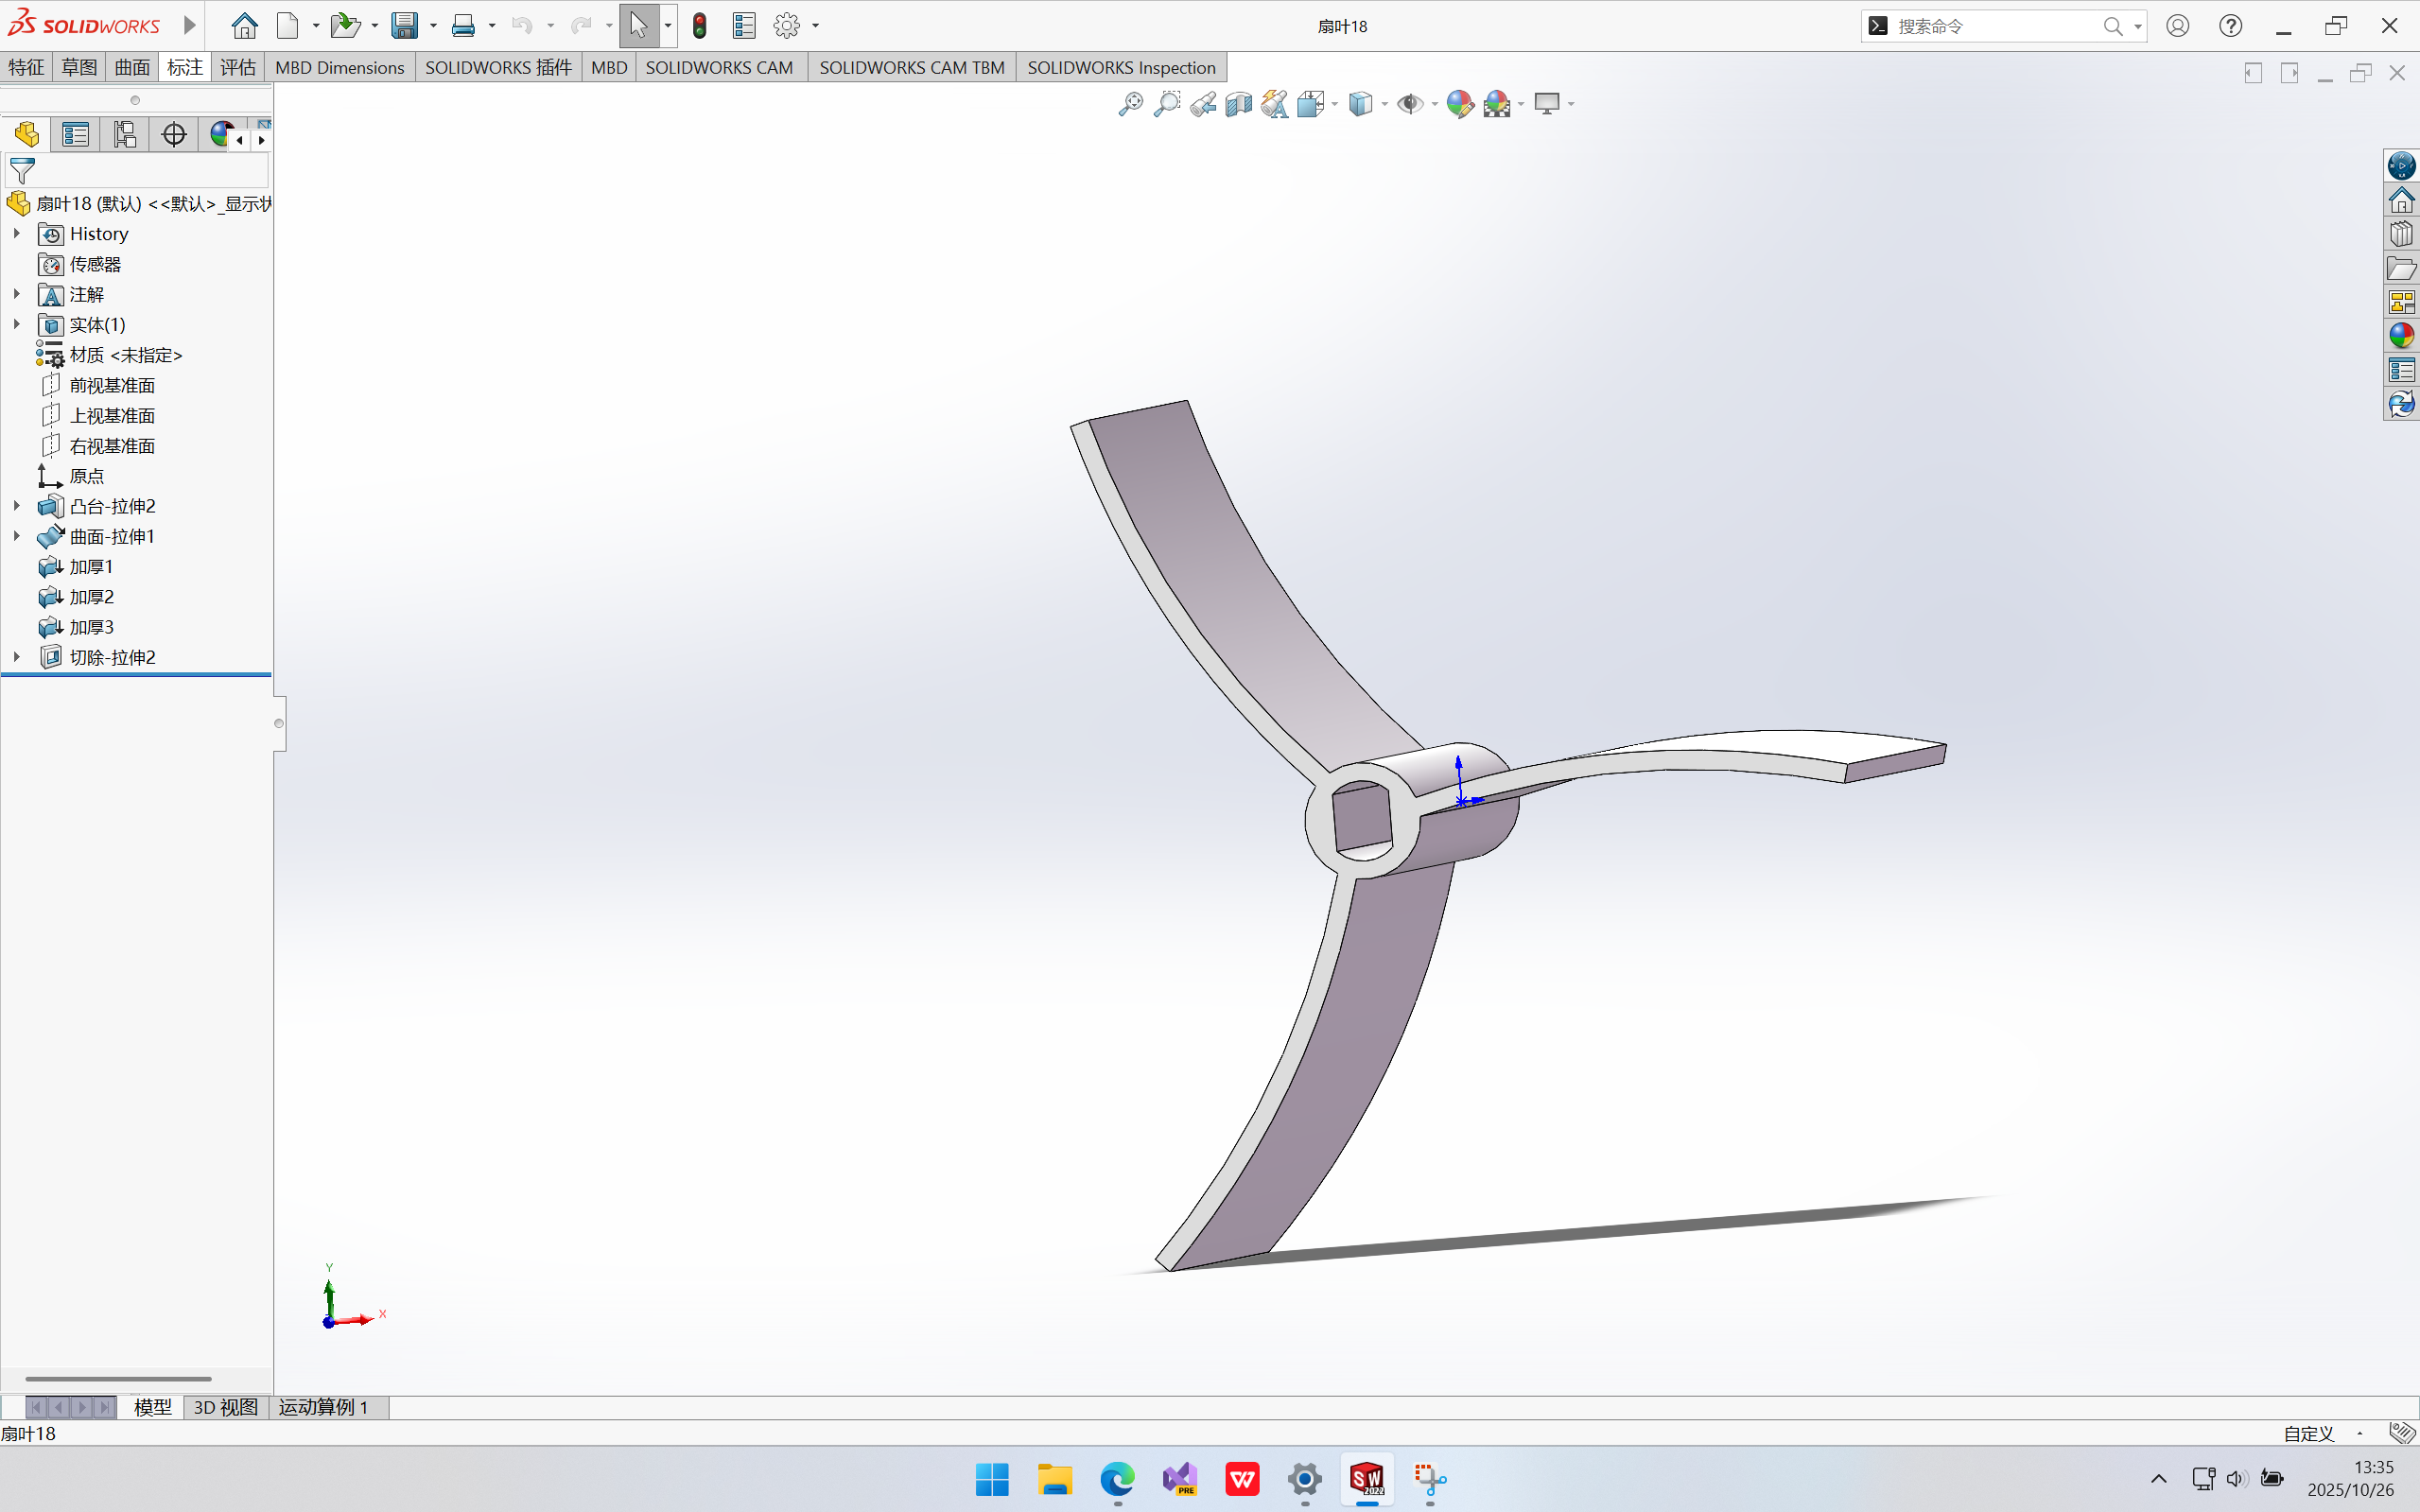 SOLIDWORKS
扇叶18
搜索命令
特征 草图 曲面 标注 评估 MBD Dimensions SOLIDWORKS 插件 MBD SOLIDWORKS CAM SOLIDWORKS CAM TBM SOLIDWORKS Inspection
扇叶18 (默认) <<默认>_显示状
History
传感器
注解
实体(1)
材质 <未指定>
前视基准面
上视基准面
右视基准面
原点
凸台-拉伸2
曲面-拉伸1
加厚1
加厚2
加厚3
切除-拉伸2
Y
X
模型 3D 视图 运动算例 1
扇叶18
自定义
PRE
W
SW
2022
13:35
2025/10/26